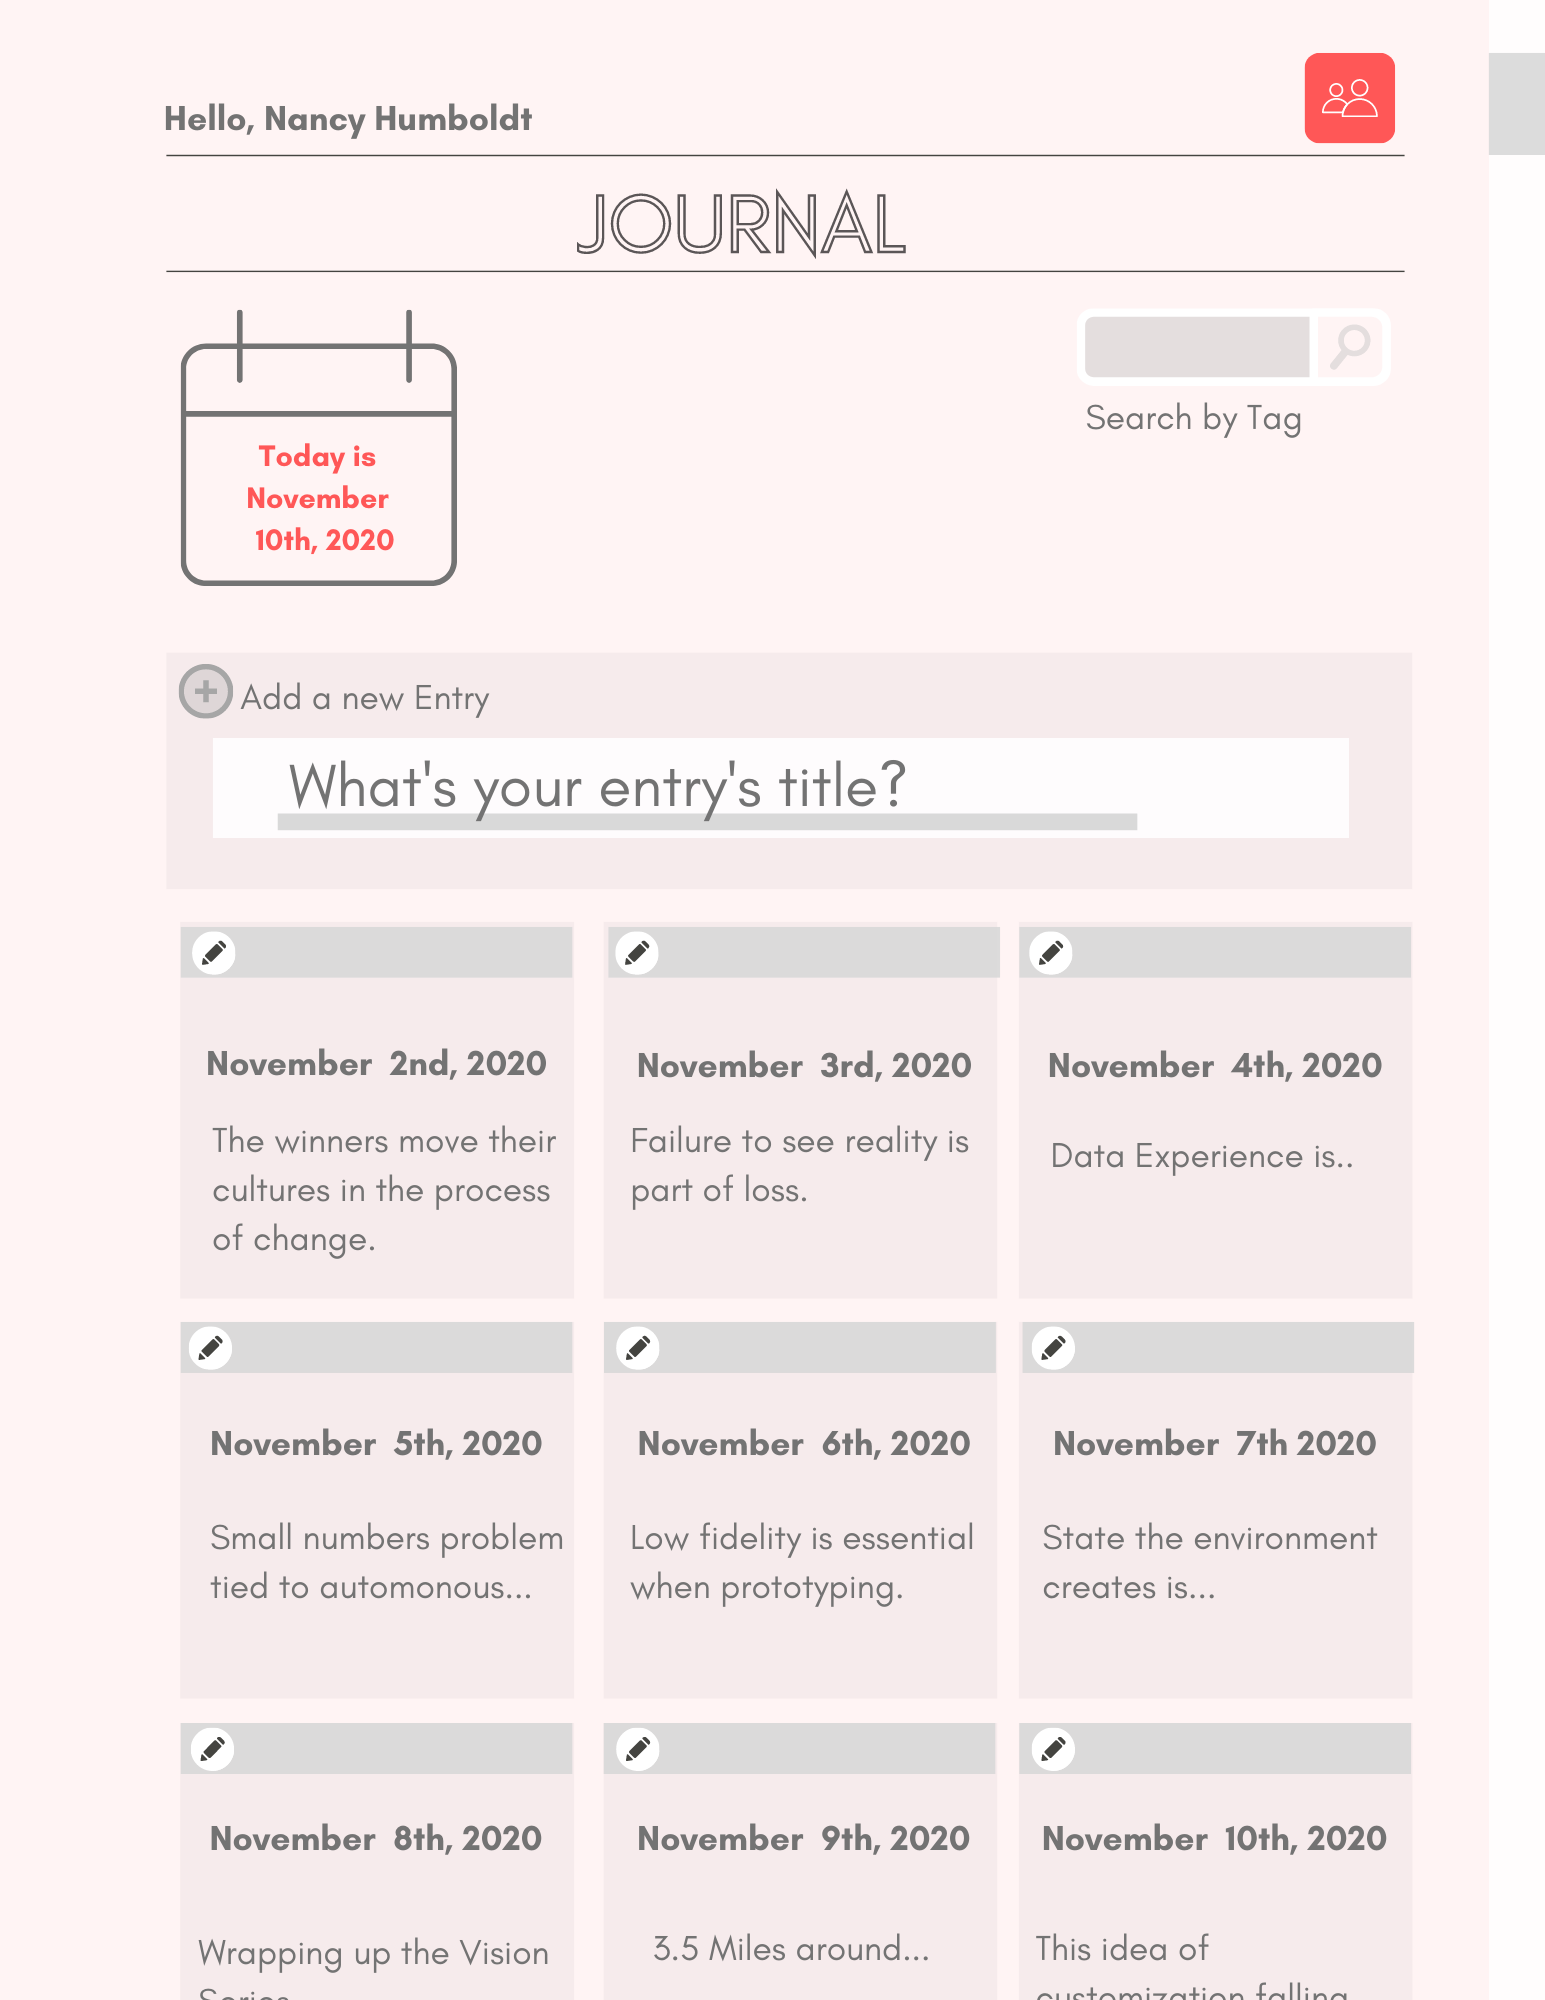 Hello, Nancy Humboldt
JOURNAL
Today is
November
10th, 2020
Search by Tag
Add a new Entry
What's your entry's title?
November 2nd, 2020
The winners move their
cultures in the process
of change.
November 3rd, 2020
Failure to see reality is
part of loss.
November 4th, 2020
Data Experience is..
November 5th, 2020
Small numbers problem
tied to automonous...
November 6th, 2020
Low fidelity is essential
when prototyping.
November 7th 2020
State the environment
creates is...
November 8th, 2020
Wrapping up the Vision
Series
November 9th, 2020
3.5 Miles around...
November 10th, 2020
This idea of
customization falling